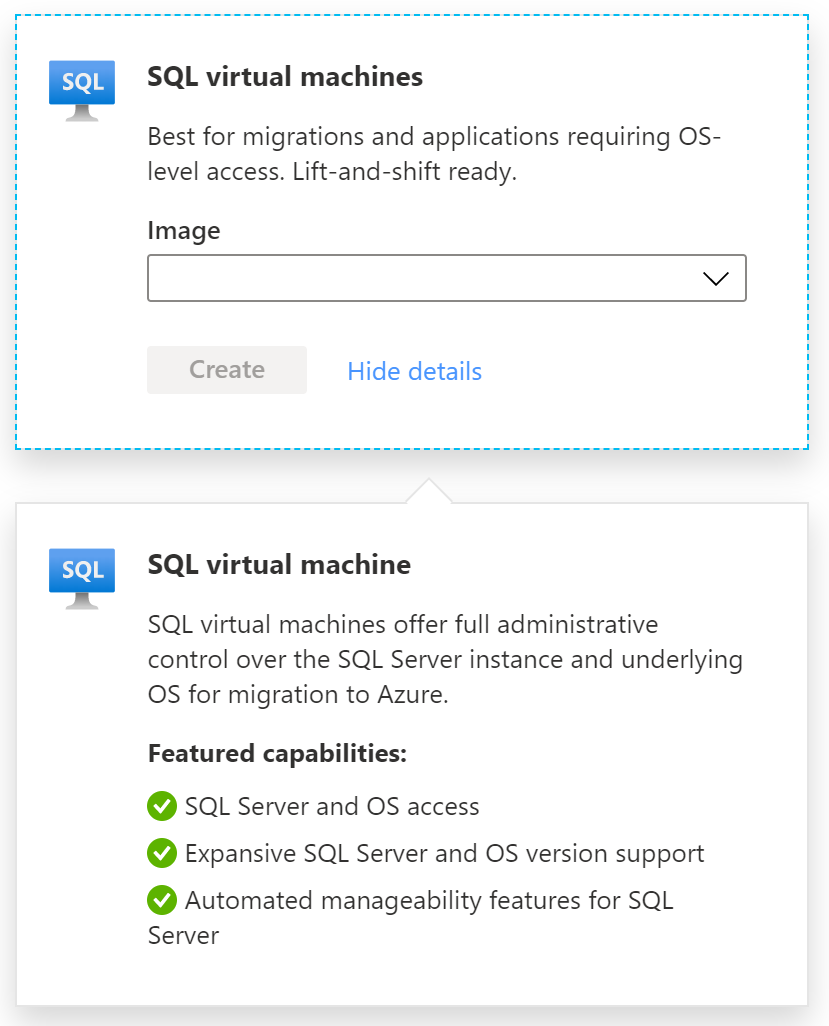 SQL
SQL virtual machines
Best for migrations and applications requiring OS-
level access. Lift-and-shift ready.
Image
Create
Hide details
SQL
SQL virtual machine
SQL virtual machines offer full administrative
control over the SQL Server instance and underlying
OS for migration to Azure.
Featured capabilities:
SQL Server and OS access
Expansive SQL Server and OS version support
Automated manageability features for SQL
Server